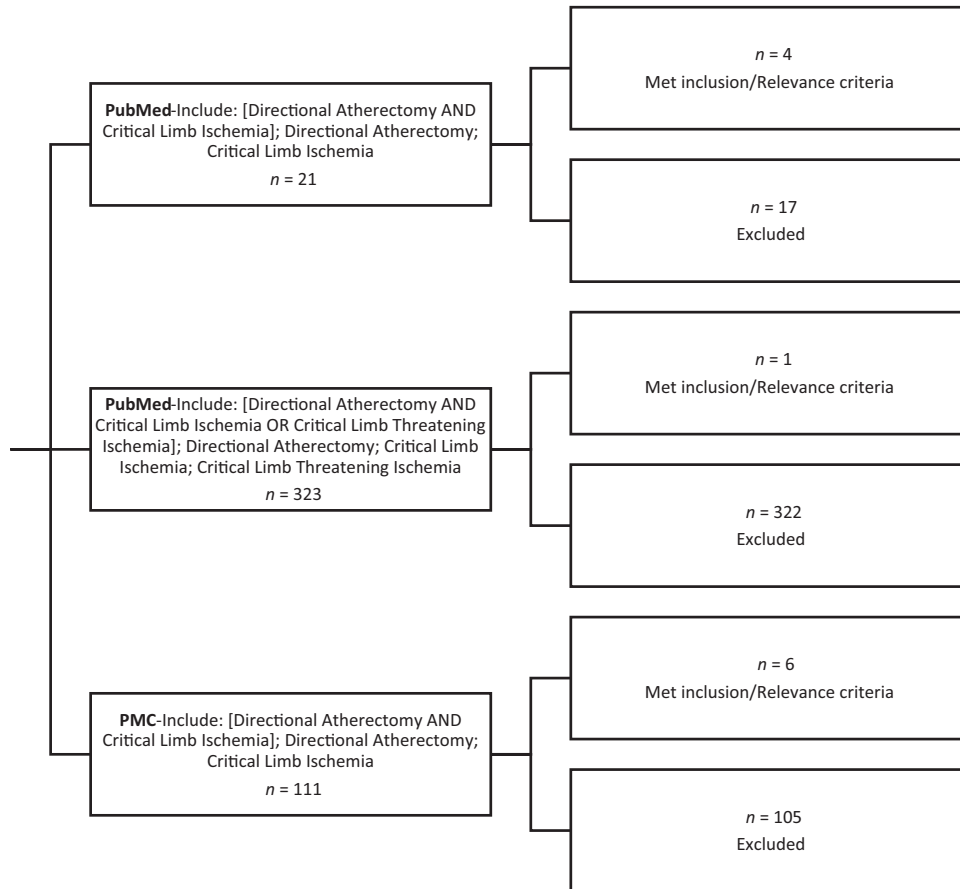 n = 4
Met inclusion/Relevance criteria
PubMed-Include: [Directional Atherectomy AND
Critical Limb Ischemia]; Directional Atherectomy;
Critical Limb Ischemia
n = 21
n = 17
Excluded
n = 1
Met inclusion/Relevance criteria
PubMed-Include: [Directional Atherectomy AND
Critical Limb Ischemia OR Critical Limb Threatening
Ischemia]; Directional Atherectomy; Critical Limb
Ischemia; Critical Limb Threatening Ischemia
n = 323
n = 322
Excluded
n = 6
Met inclusion/Relevance criteria
PMC-Include: [Directional Atherectomy AND
Critical Limb Ischemia]; Directional Atherectomy;
Critical Limb Ischemia
n = 111
n = 105
Excluded